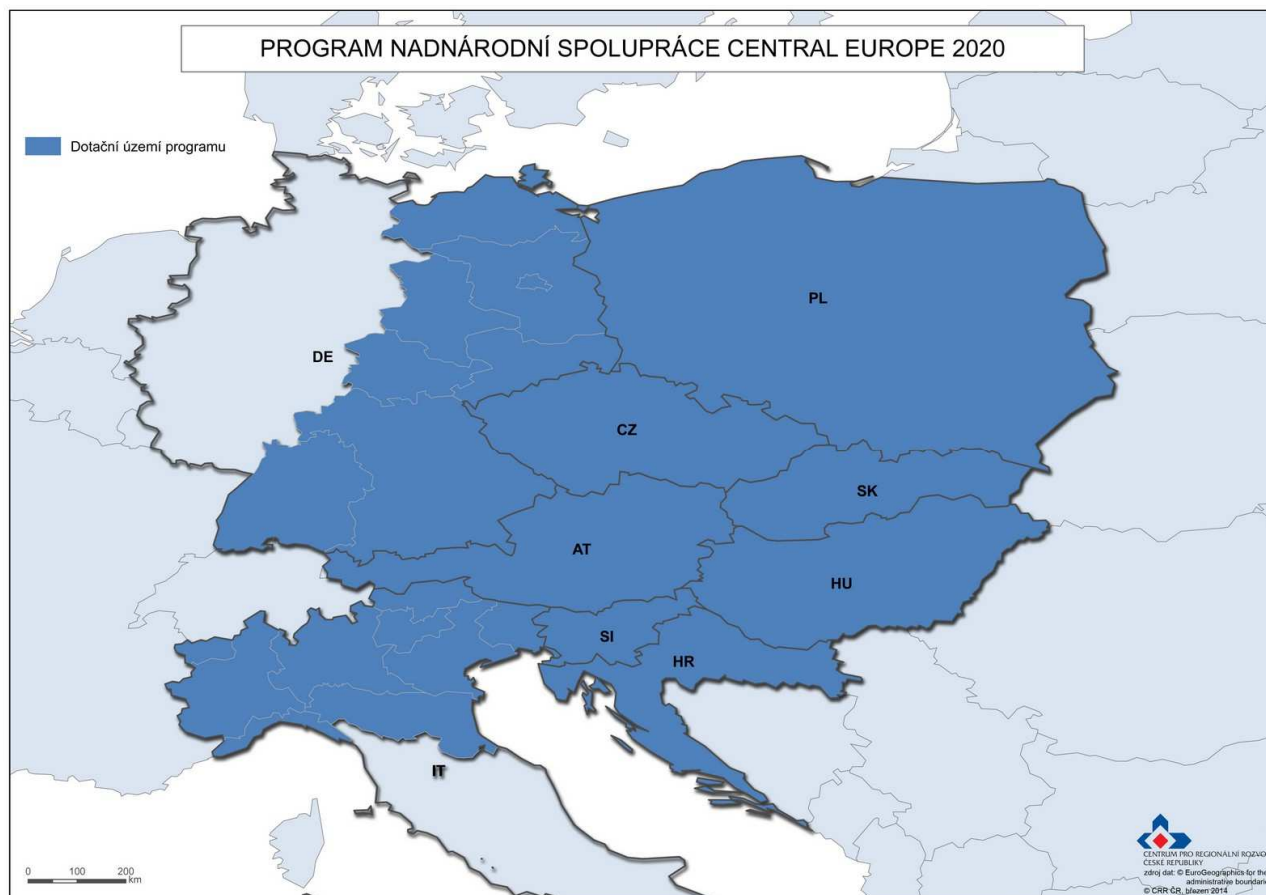 PROGRAM NADNÁRODNÍ SPOLUPRÁCE CENTRAL EUROPE 2020
Dotační území programu
PL
DE
CZ
SK
AT
HU
SI
HR
IT
0 100 200
km
CENTRUM PRO REGIONÁLNÍ ROZVO
ČESKÉ REPUBLIKY
zdroj dat: © EuroGeographics for the
administrative boundarie
© CRR ČR, březen 2014